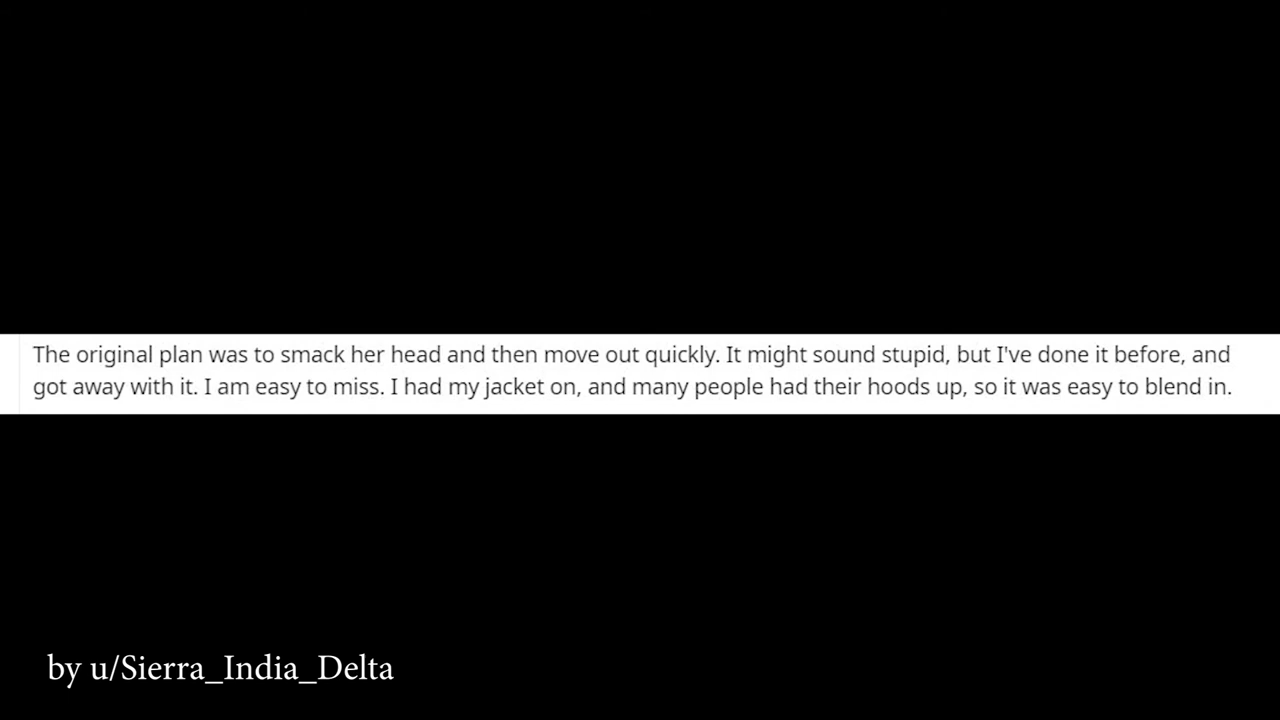 The original plan was to smack her head and then move out quickly. It might sound stupid, but I've done it before, and
got away with it. I am easy to miss. I had my jacket on, and many people had their hoods up, so it was easy to blend in.
by u/Sierra_India_Delta